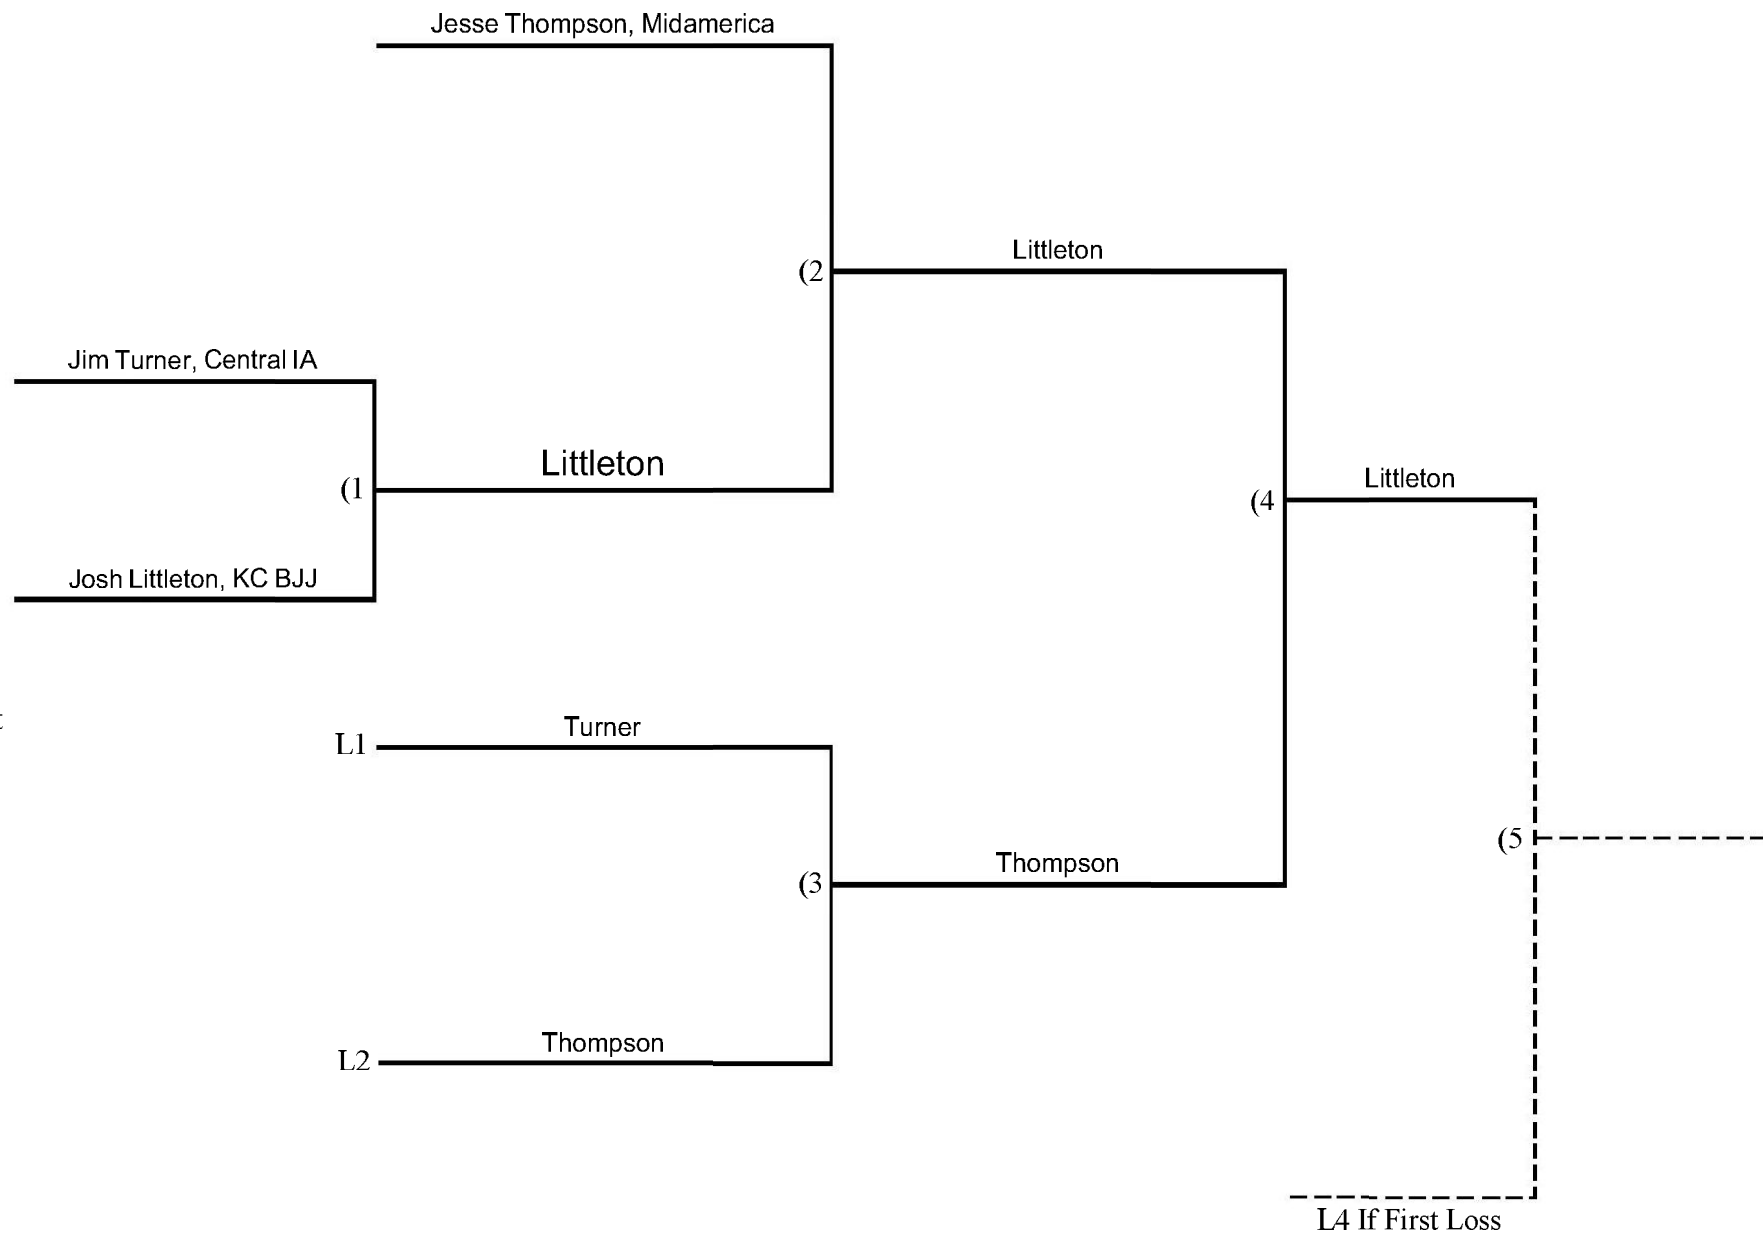 Jesse Thompson, Midamerica
(2
Littleton
Jim Turner, Central IA
(1
Littleton
(4
Littleton
Josh Littleton, KC BJJ
L1
Turner
(5
(3
Thompson
L2
Thompson
L4 If First Loss